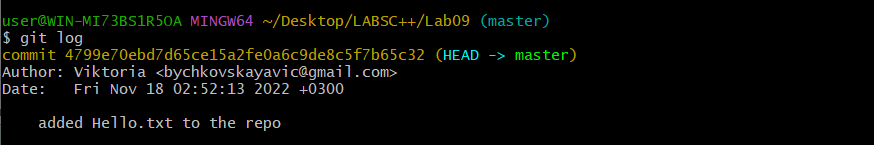 user@WIN-MI73BS1R5OA MINGW64 ~/Desktop/LABSC++/Lab09 (master)
$ git log
commit 4799e70ebd7d65ce15a2fe0a6c9de8c5f7b65c32 (HEAD -> master)
Author: Viktoria <bychkovskayavic@gmail.com>
Date:   Fri Nov 18 02:52:13 2022 +0300
    added Hello.txt to the repo